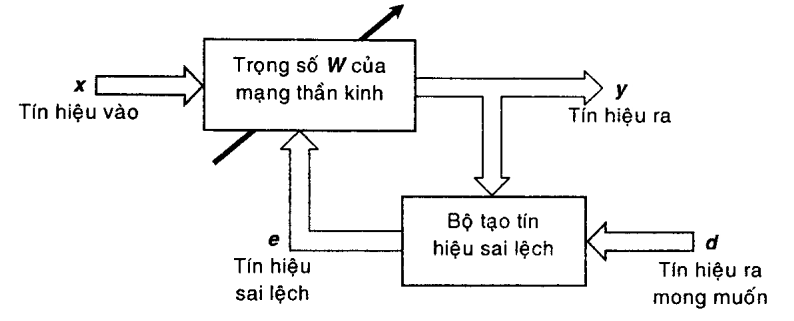 Trọng số W của
mạng thần kinh
x
Tín hiệu vào
y
Tín hiệu ra
Bộ tạo tín
hiệu sai lệch
e
Tín hiệu
sai lệch
d
Tín hiệu ra
mong muốn